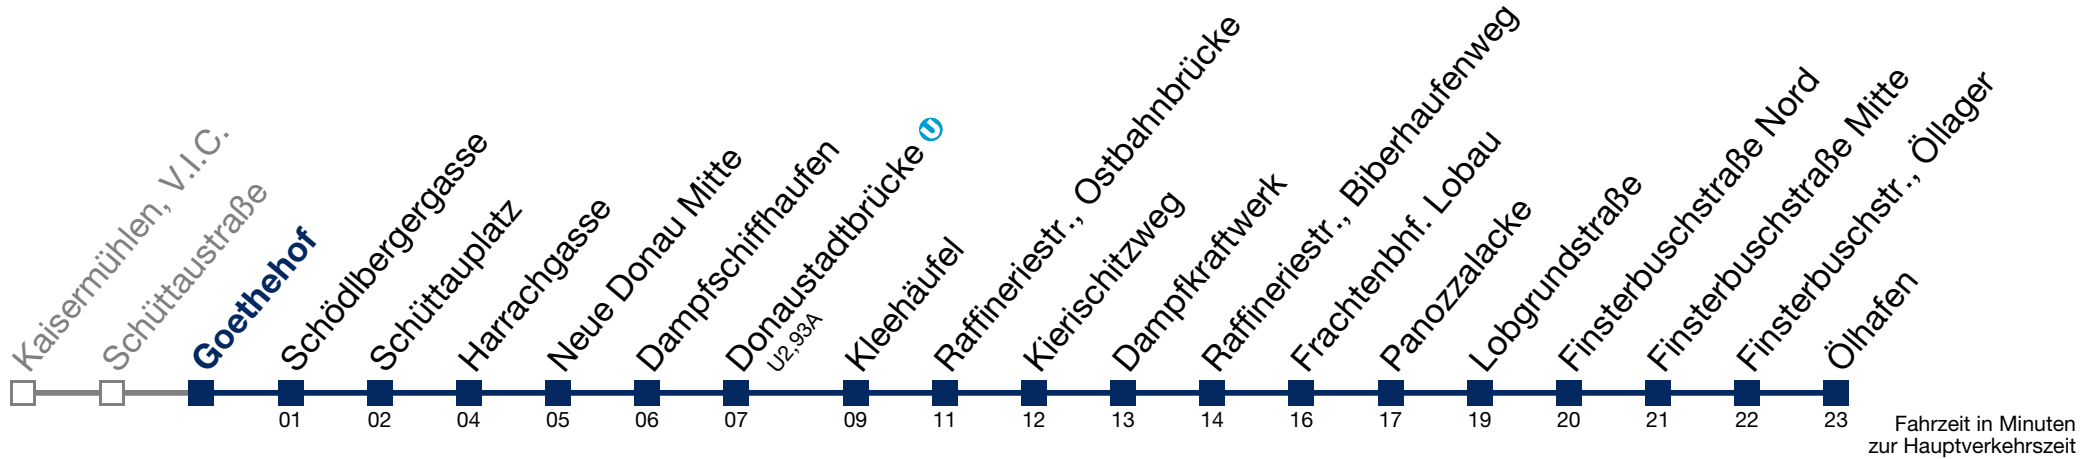 Kaisermühlen, V.I.C.
Schüttaustraße
Goethehof
Schödlbergergasse
Schüttauplatz
Harrachgasse
Neue Donau Mitte
Dampfschiffhaufen
Donaustadtbrücke U
U2,93A
Kleehäufel
Raffineriestr., Ostbahnbrücke
Kierischitzweg
Dampfkraftwerk
Raffineriestr., Biberhaufenweg
Frachtenbhf. Lobau
Panozzalacke
Lobgrundstraße
Finsterbuschstraße Nord
Finsterbuschstraße Mitte
Finsterbuschstr., Öllager
Ölhafen
01 02 04 05 06 07 09 11 12 13 14 16 17 19 20 21 22 23
Fahrzeit in Minuten
zur Hauptverkehrszeit